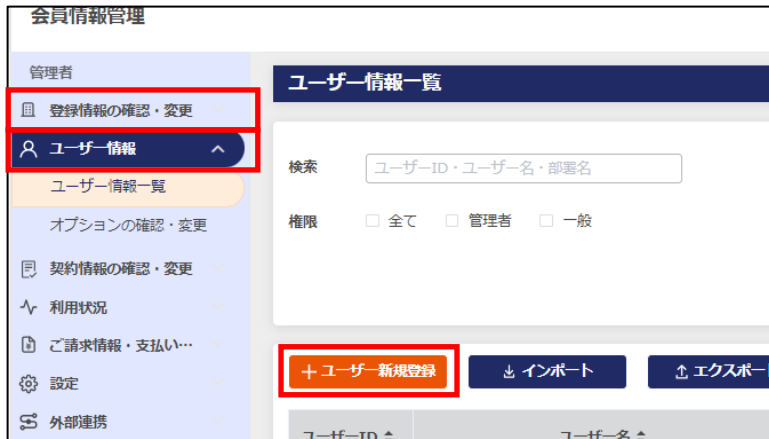 会員情報管理
管理者
登録情報の確認・変更
ユーザー情報
ユーザー情報一覧
オプションの確認・変更
契約情報の確認・変更
利用状況
ご請求情報・支払い…
設定
外部連携
ユーザー情報一覧
検索 ユーザーID・ユーザー名・部署名
権限 全て 管理者 一般
＋ユーザー新規登録 インポート エクスポート
ユーザーID ユーザー名